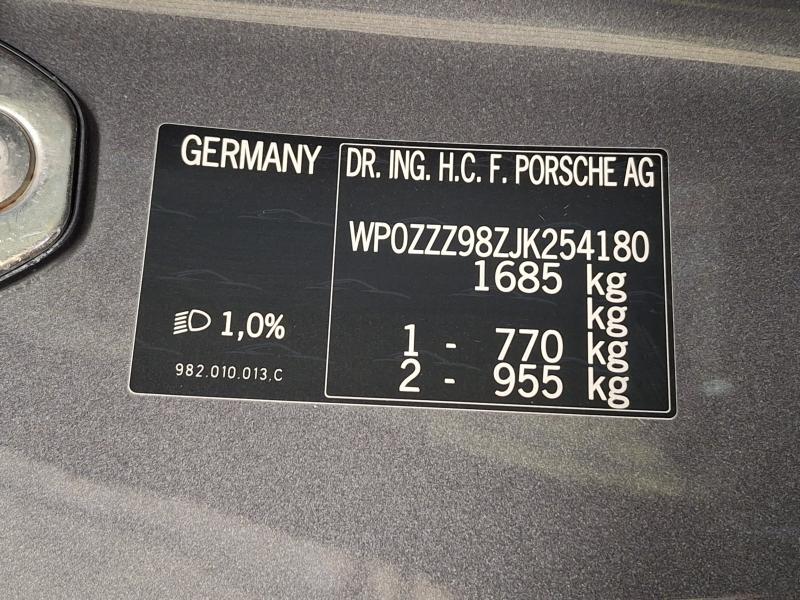 GERMANY
DR. ING. H.C. F. PORSCHE AG
WP0ZZZ98ZJK254180
1685 kg
kg
1 - 770 kg
2 - 955 kg
1,0%
982.010.013.C